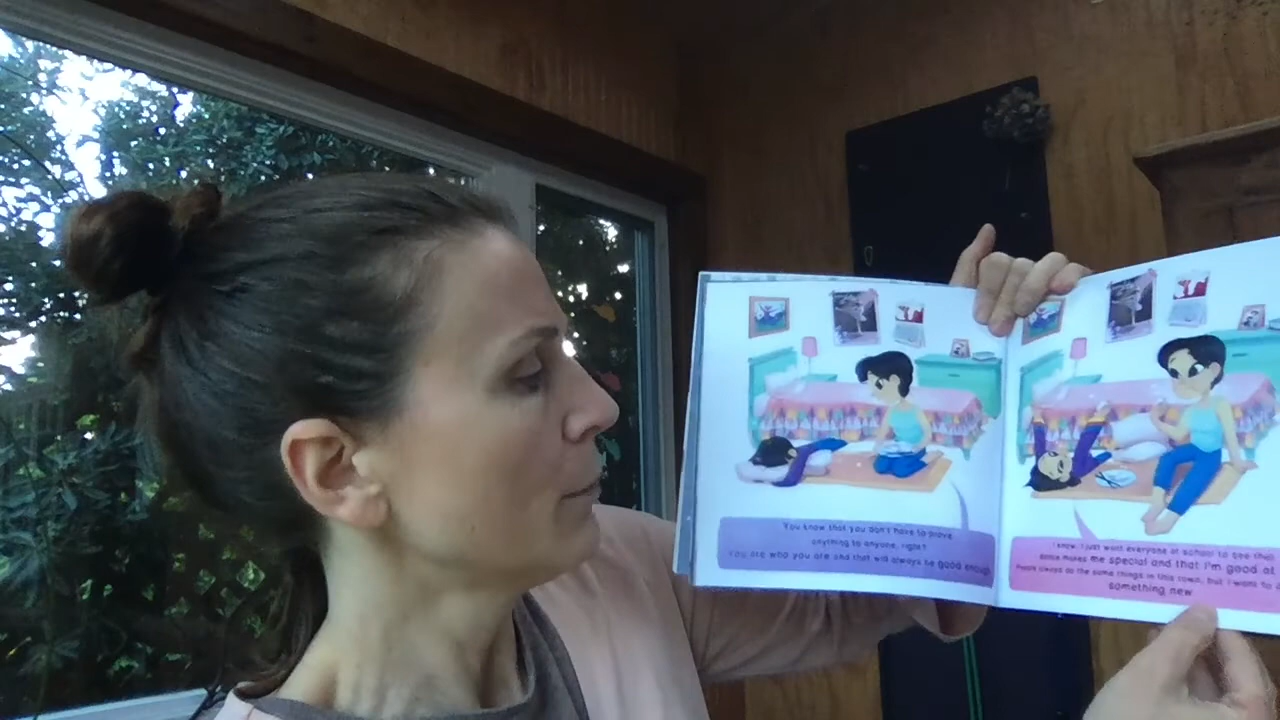 You know that you don't have to prove
anything to anyone, right?
You are who you are and that will always be good enough
I know. I just want everyone at school to see that
makes me special and that I'm good at
always do the same things in this town, but I want to
something new